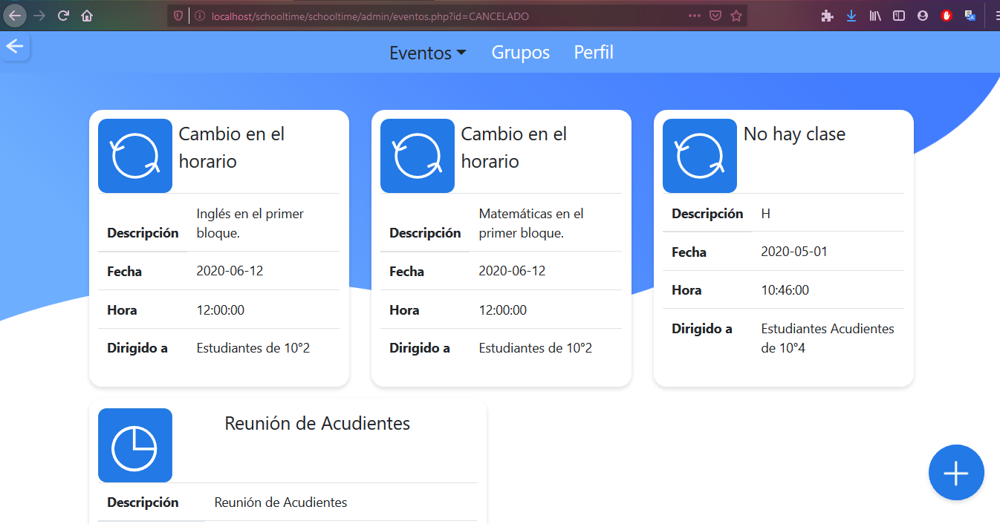 localhost/schooltime/schooltime/admin/eventos.php?id=CANCELADO
Eventos Grupos Perfil
Cambio en el
horario
Descripción Inglés en el primer
bloque.
Fecha 2020-06-12
Hora 12:00:00
Dirigido a Estudiantes de 10°2
Cambio en el
horario
Descripción Matemáticas en el
primer bloque.
Fecha 2020-06-12
Hora 12:00:00
Dirigido a Estudiantes de 10°2
No hay clase
Descripción H
Fecha 2020-05-01
Hora 10:46:00
Dirigido a Estudiantes Acudientes
de 10°4
Reunión de Acudientes
Descripción Reunión de Acudientes